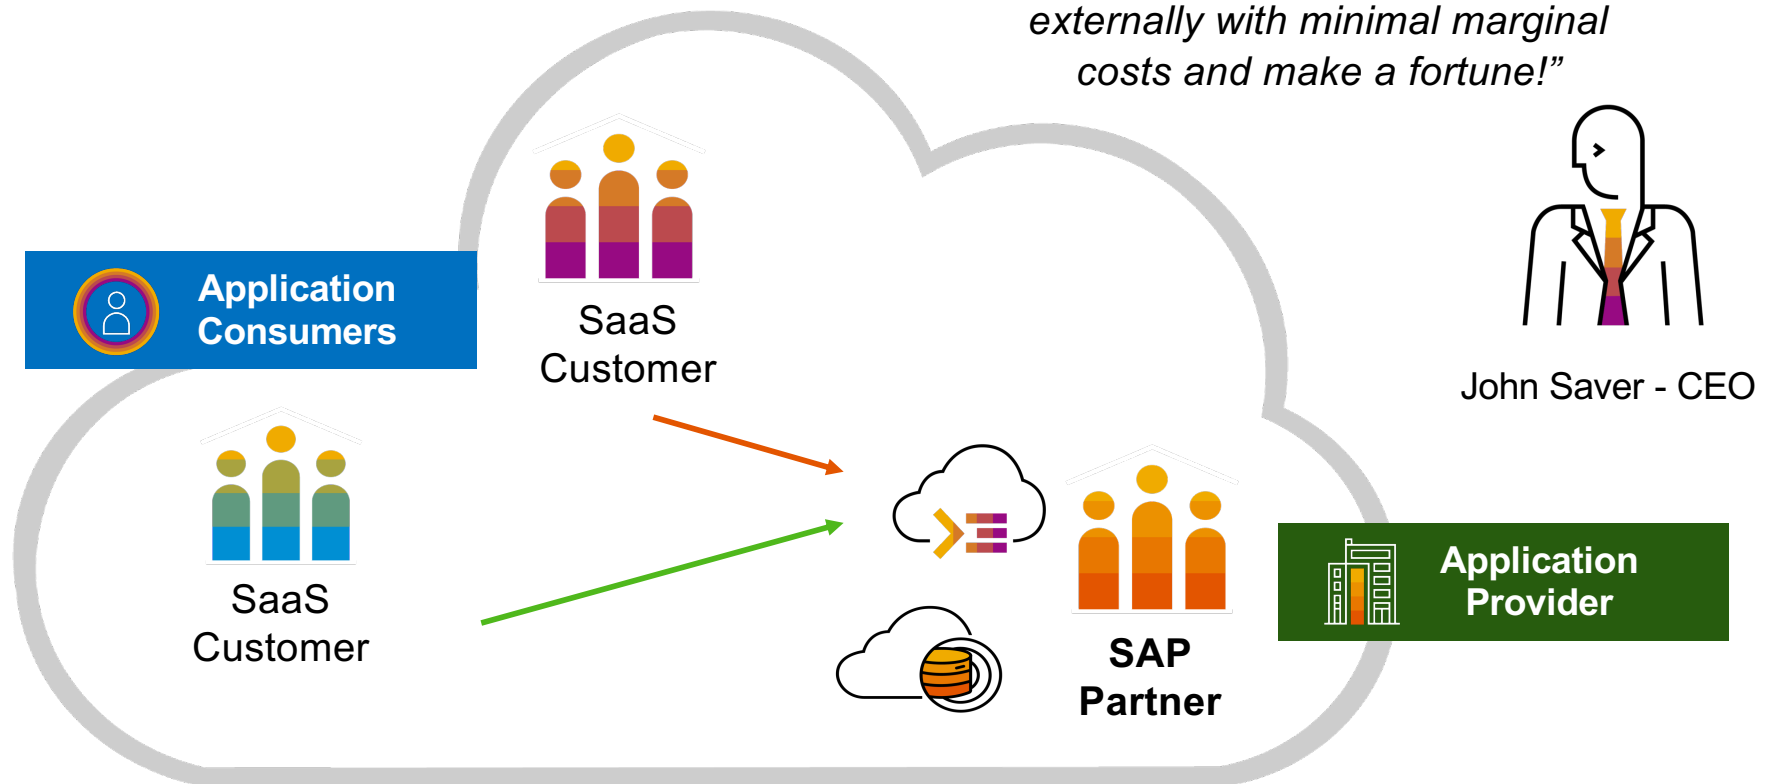 externally with minimal marginal
costs and make a fortune!”
Application
Consumers
SaaS
Customer
John Saver - CEO
SaaS
Customer
Application
Provider
SAP
Partner